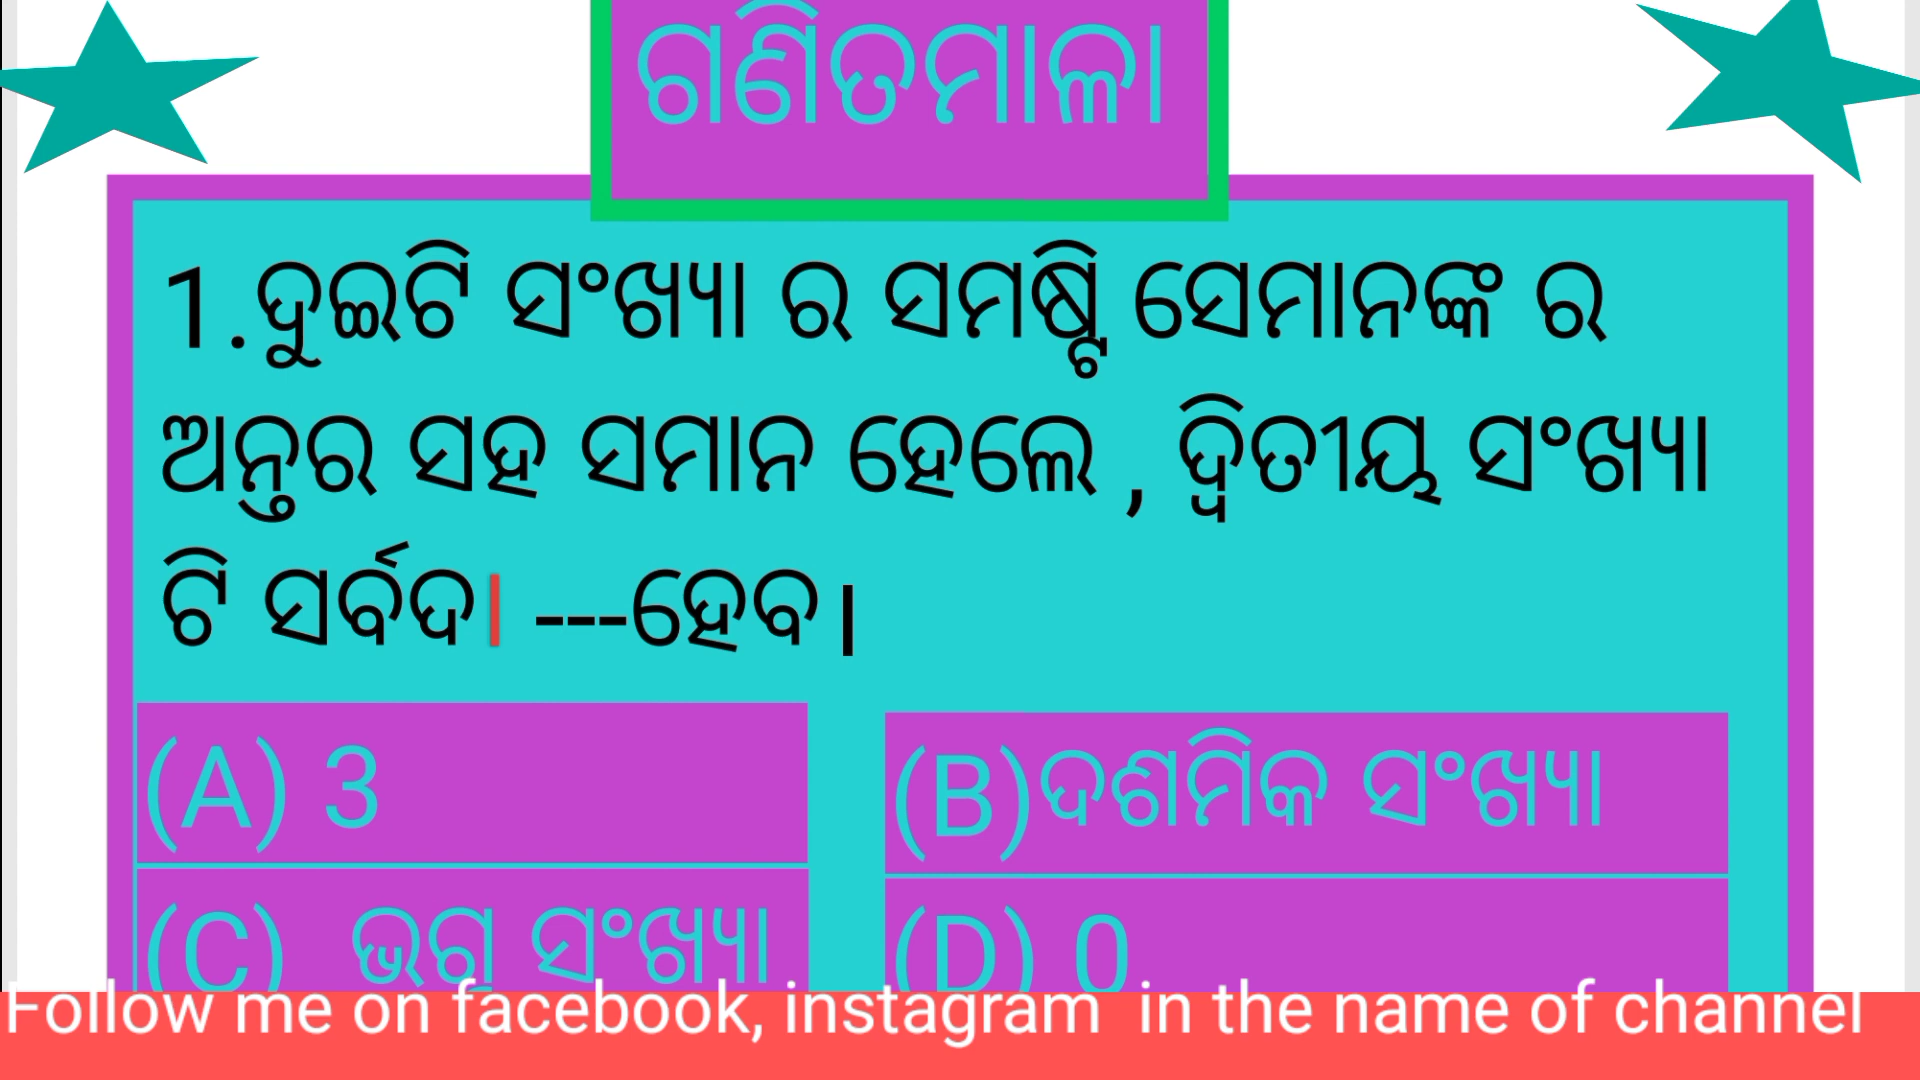 ଗଣିତମାଳା
1.ଦୁଇଟି ସଂଖ୍ୟା ର ସମଷ୍ଟି ସେମାନଙ୍କ ର
ଅନ୍ତର ସହ ସମାନ ହେଲେ , ଦ୍ୱିତୀୟ ସଂଖ୍ୟା
ଟି ସର୍ବଦା ---ହେବ।
(A) 3
(B)ଦଶମିକ ସଂଖ୍ୟା
(C) ଭଗ୍ନ ସଂଖ୍ୟା
(D) 0
Follow me on facebook, instagram in the name of channel